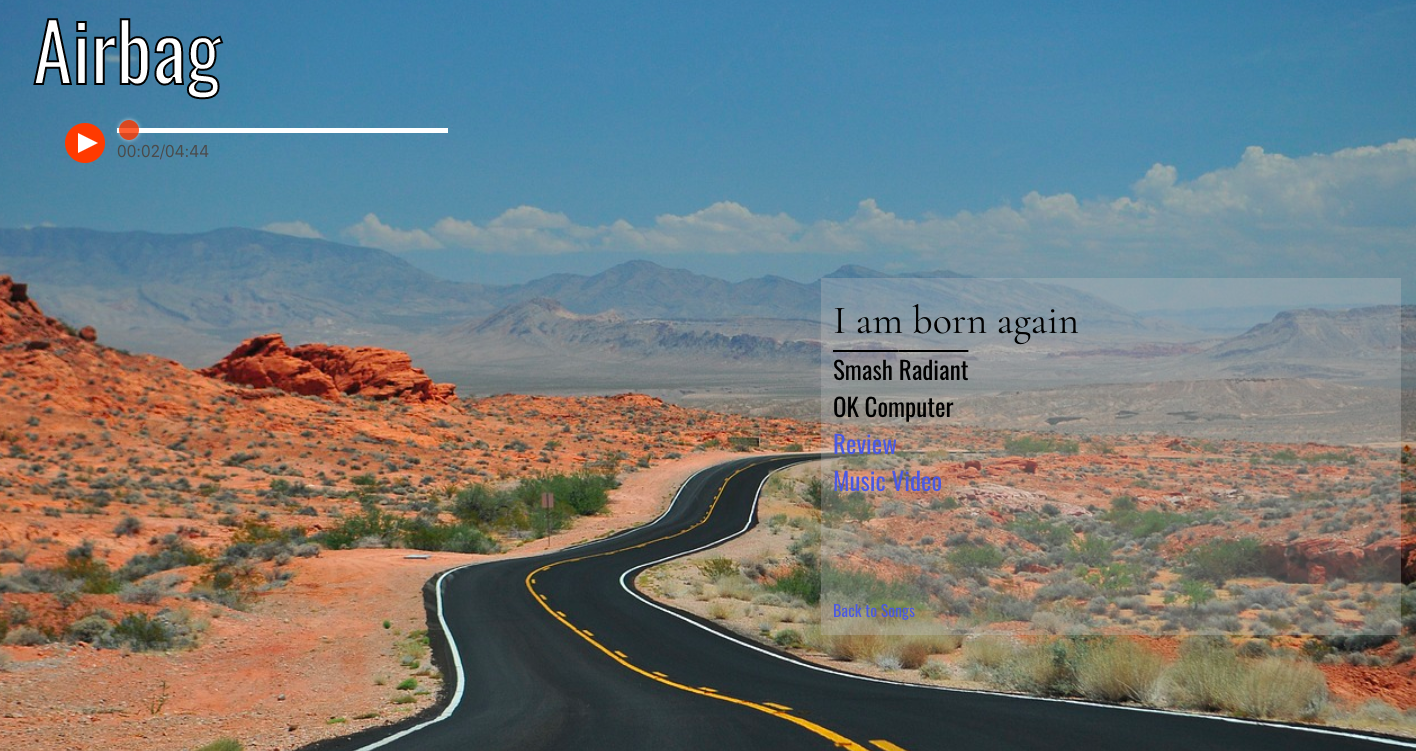 Airbag
00:02/04:44
I am born again
Smash Radiant
OK Computer
Review
Music Video
Back to Songs